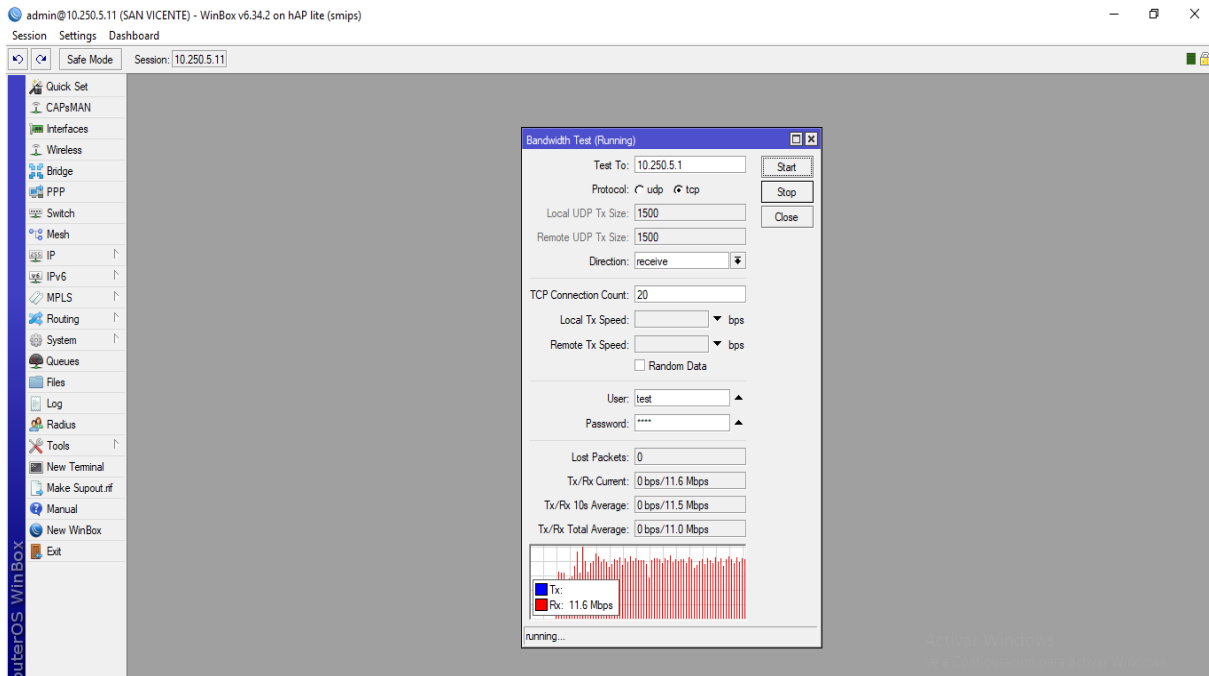 admin@10.250.5.11 (SAN VICENTE) - WinBox v6.34.2 on hAP lite (smips)
Session Settings Dashboard
Safe Mode Session: 10.250.5.11
Quick Set
CAPsMAN
Interfaces
Wireless
Bridge
PPP
Switch
Mesh
IP
IPv6
MPLS
Routing
System
Queues
Files
Log
Radius
Tools
New Terminal
Make Supout.rif
Manual
New WinBox
Exit
uterOS WinBox
Bandwidth Test (Running)
Test To: 10.250.5.1 Start
Protocol: udp tcp Stop
Local UDP Tx Size: 1500 Close
Remote UDP Tx Size: 1500
Direction: receive
TCP Connection Count: 20
Local Tx Speed: bps
Remote Tx Speed: bps
Random Data
User: test
Password: ****
Lost Packets: 0
Tx/Rx Current: 0 bps/11.6 Mbps
Tx/Rx 10s Average: 0 bps/11.5 Mbps
Tx/Rx Total Average: 0 bps/11.0 Mbps
Tx:
Rx: 11.6 Mbps
running...